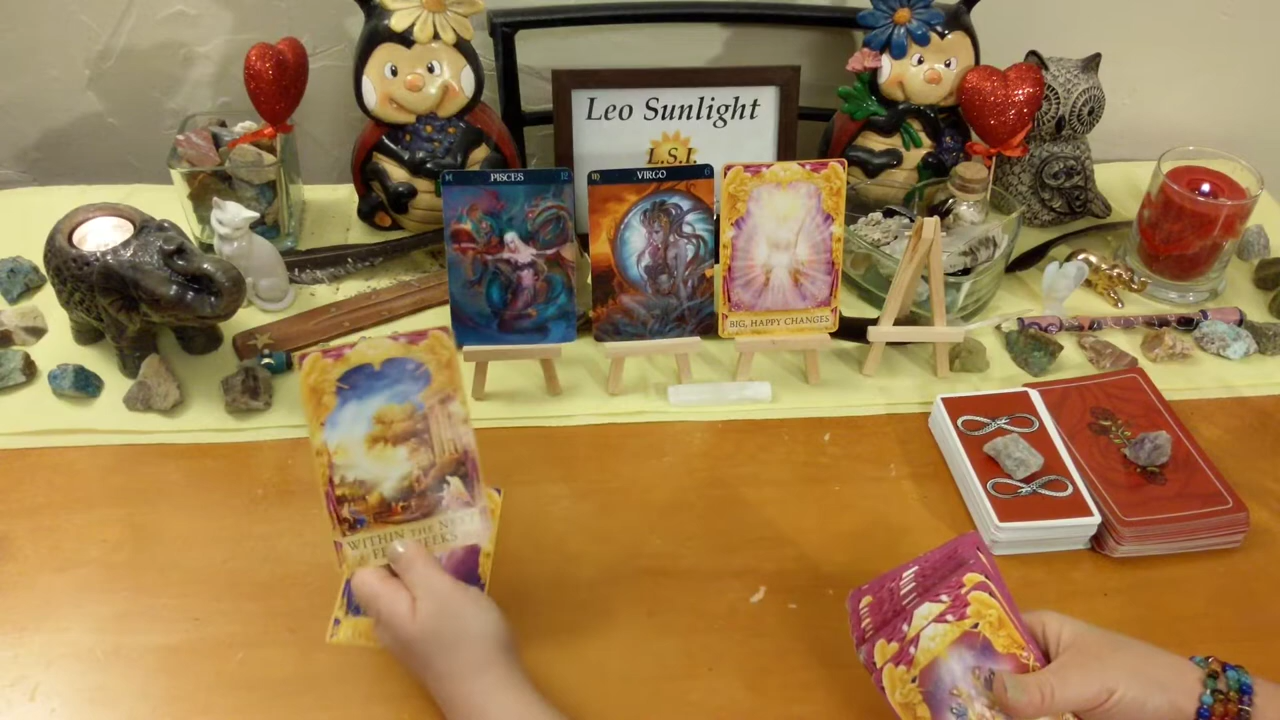 Leo Sunlight
L.S.I.
PISCES 12
VIRGO 6
BIG, HAPPY CHANGES
WITHIN THE NEXT
FEW WEEKS